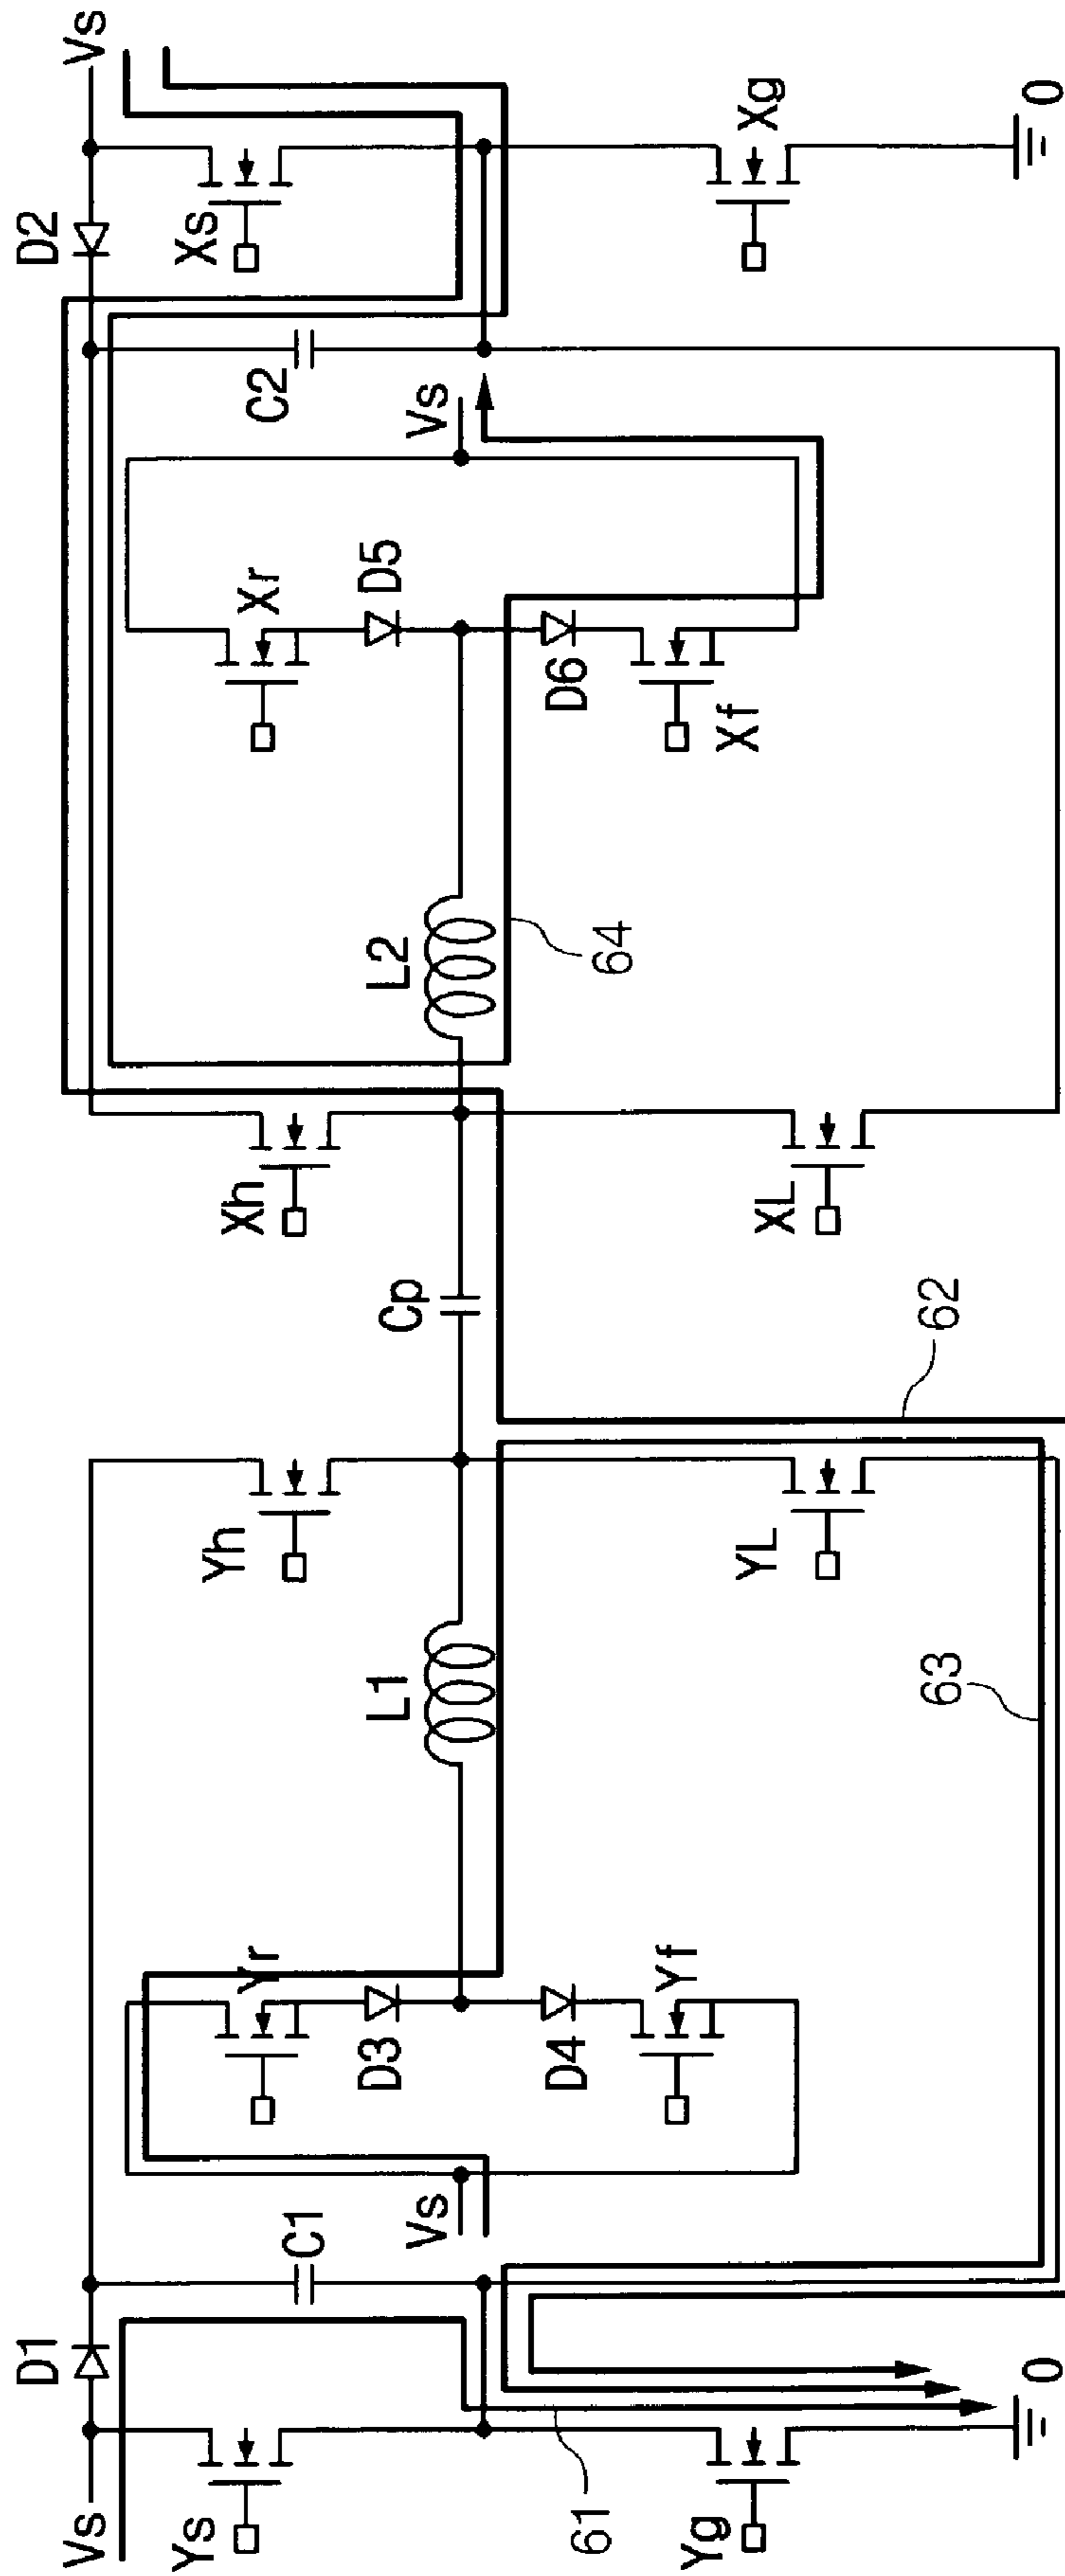 D1
D2
Vs
Vs
Ys
Xs
Yh
Xh
Yr
Xr
C1
C2
D3
L1
Cp
L2
D5
Vs
Vs
D4
D6
61
64
Yf
Xf
Yg
Xg
YL
XL
63
62
0
0